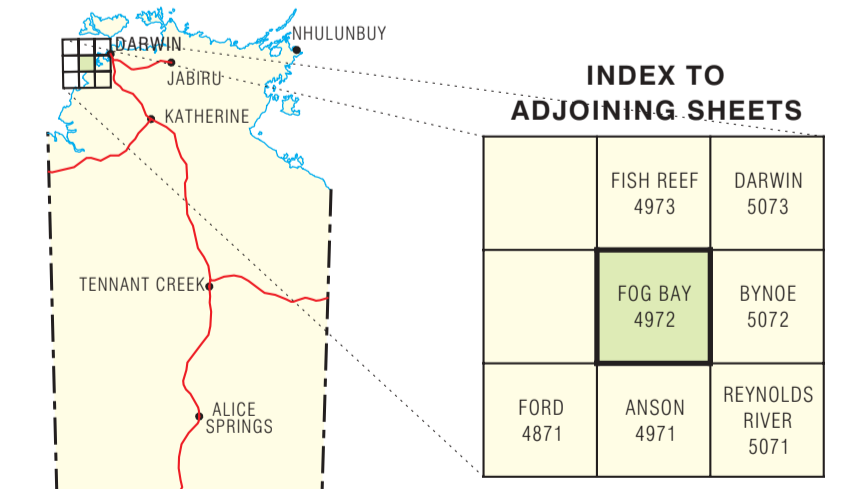 DARWIN
NHULUNBUY
JABIRU
KATHERINE
TENNANT CREEK
ALICE
SPRINGS
INDEX TO
ADJOINING SHEETS
FISH REEF
4973
DARWIN
5073
FOG BAY
4972
BYNOE
5072
FORD
4871
ANSON
4971
REYNOLDS
RIVER
5071